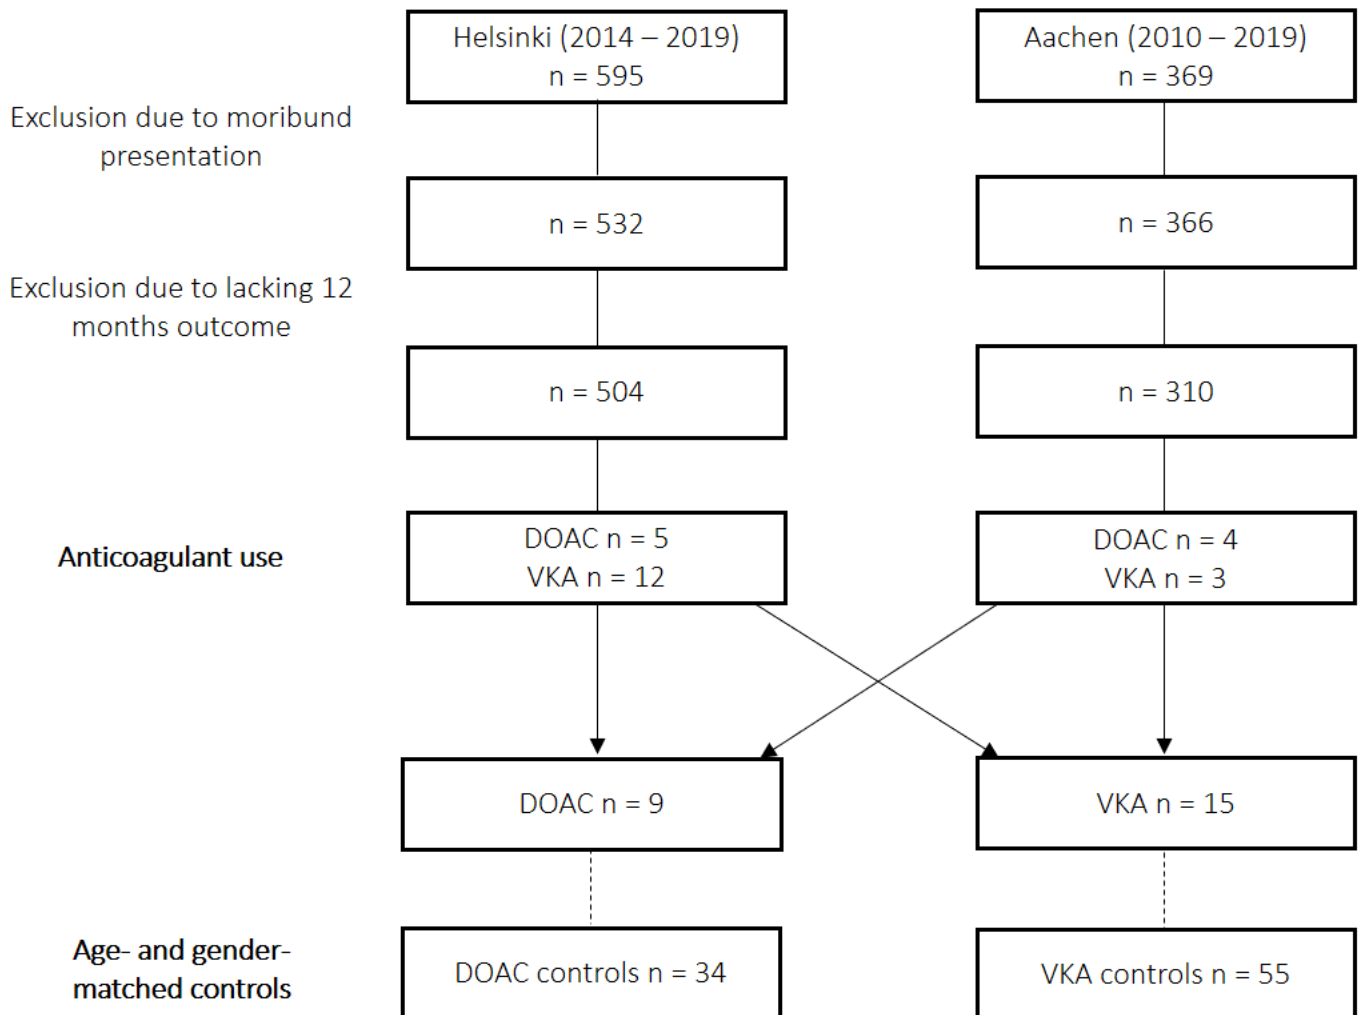 Helsinki (2014 – 2019)
n = 595
Aachen (2010 – 2019)
n = 369
Exclusion due to moribund
presentation
n = 532
n = 366
Exclusion due to lacking 12
months outcome
n = 504
n = 310
Anticoagulant use
DOAC n = 5
VKA n = 12
DOAC n = 4
VKA n = 3
DOAC n = 9
VKA n = 15
Age- and gender-
matched controls
DOAC controls n = 34
VKA controls n = 55